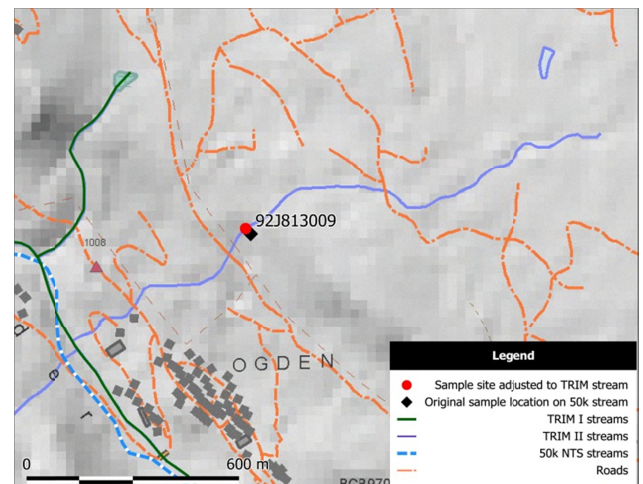 92J813009
1008
OGDEN
d
e
r
Legend
Sample site adjusted to TRIM stream
Original sample location on 50k stream
TRIM I streams
TRIM II streams
50k NTS streams
Roads
0 600 m